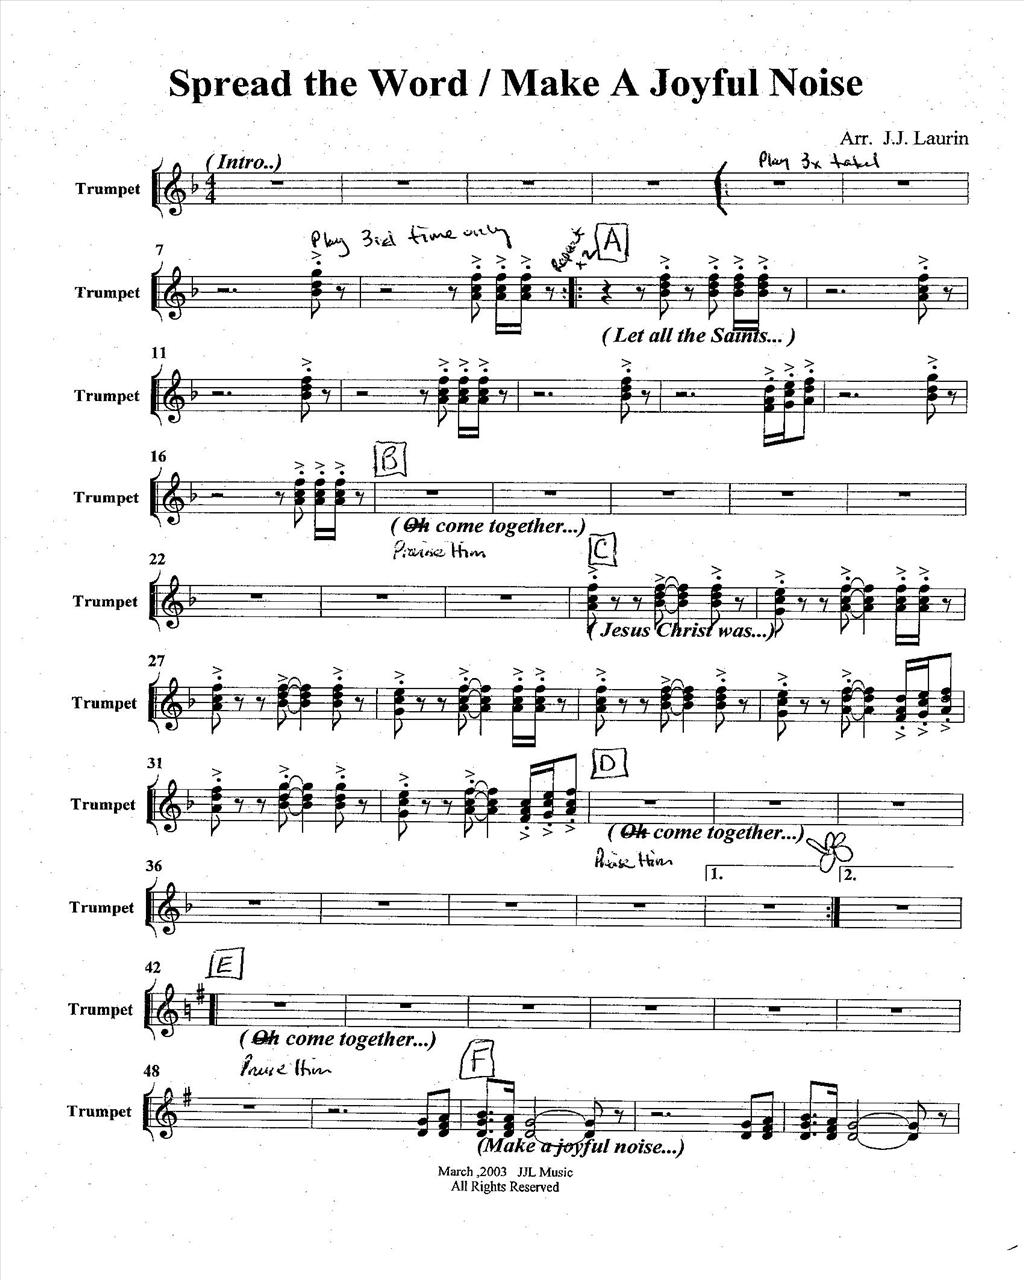 Spread the Word / Make A Joyful Noise
Arr. J.J. Laurin
( Intro..)
Play 3x total
Trumpet
7
Play 3rd time only
Repeat x2
A
Trumpet
( Let all the Saints... )
11
Trumpet
16
B
Trumpet
( Oh come together...)
Praise Him
22
C
Trumpet
( Jesus Christ was...)
27
Trumpet
31
D
Trumpet
( Oh come together...)
Praise Him
36
1. 2.
Trumpet
42
E
Trumpet
( Oh come together...)
Praise Him
48
F
Trumpet
(Make a joyful noise...)
March ,2003 JJL Music
All Rights Reserved